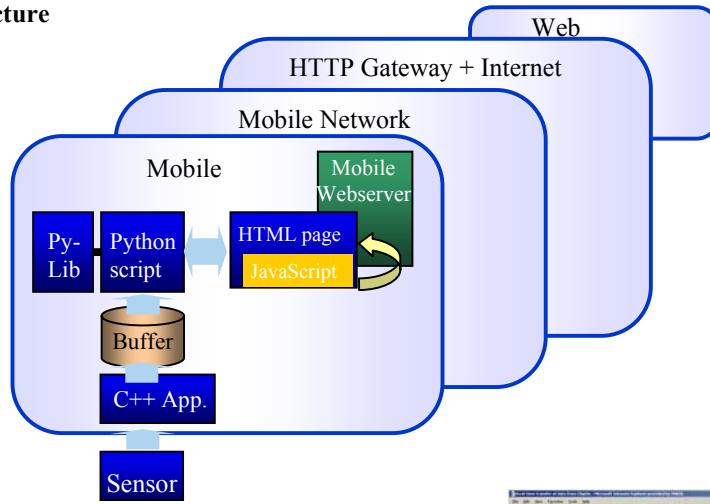 cture
Web
HTTP Gateway + Internet
Mobile Network
Mobile
Mobile
Webserver
Py-
Lib
Python
script
HTML page
JavaScript
Buffer
C++ App.
Sensor